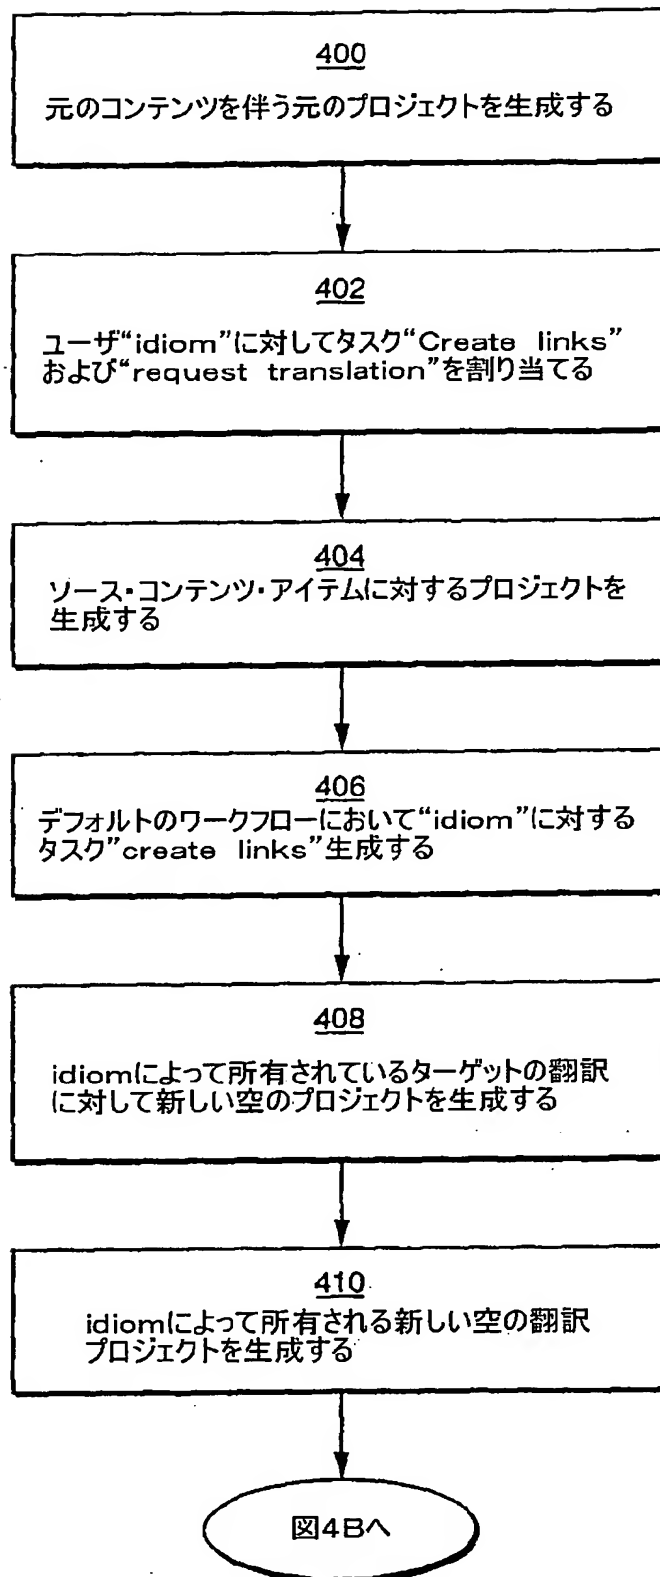 400
元のコンテンツを伴う元のプロジェクトを生成する
402
ユーザ“idiom”に対してタスク“Create links”
および“request translation”を割り当てる
404
ソース・コンテンツ・アイテムに対するプロジェクトを
生成する
406
デフォルトのワークフローにおいて“idiom”に対する
タスク”create links”生成する
408
idiomによって所有されているターゲットの翻訳
に対して新しい空のプロジェクトを生成する
410
idiomによって所有される新しい空の翻訳
プロジェクトを生成する
図4Bへ